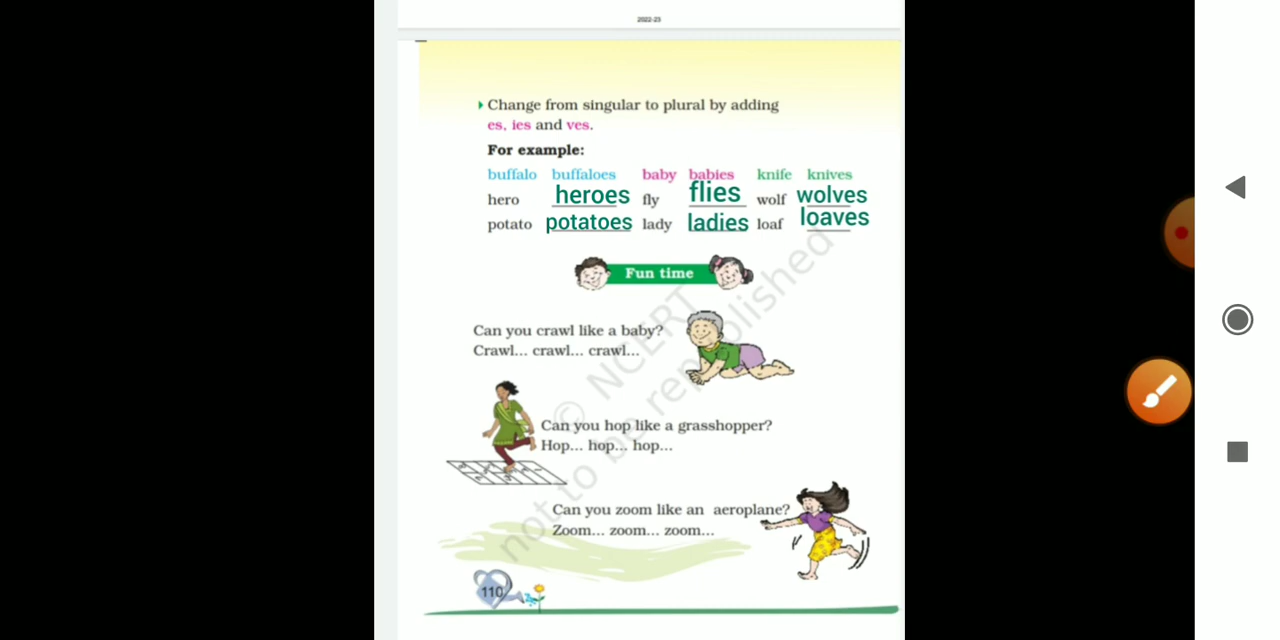 2022-23
Change from singular to plural by adding
es, ies and ves.
For example:
buffalo buffaloes baby babies knife knives
hero heroes fly flies wolf wolves
potato potatoes lady ladies loaf loaves
Fun time
Can you crawl like a baby?
Crawl... crawl... crawl...
Can you hop like a grasshopper?
Hop... hop... hop...
Can you zoom like an aeroplane?
Zoom... zoom... zoom...
110
© NCERT
not to be republished